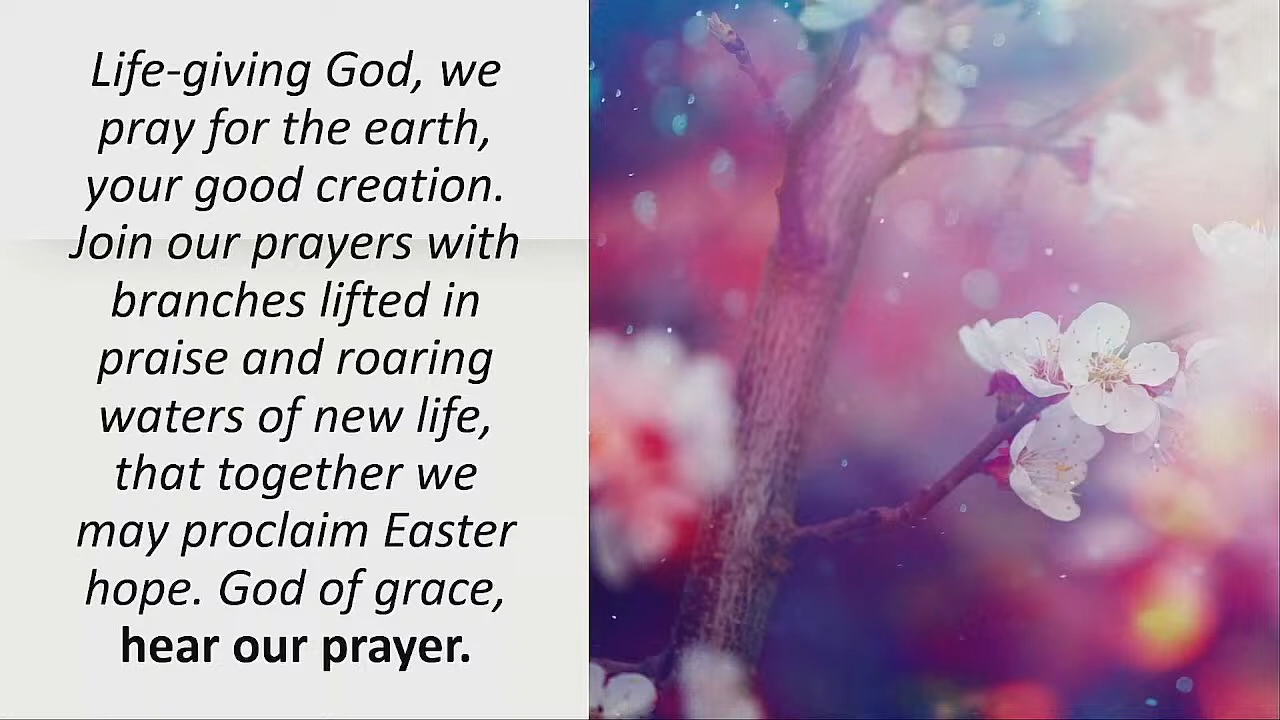 Life-giving God, we
pray for the earth,
your good creation.
Join our prayers with
branches lifted in
praise and roaring
waters of new life,
that together we
may proclaim Easter
hope. God of grace,
hear our prayer.